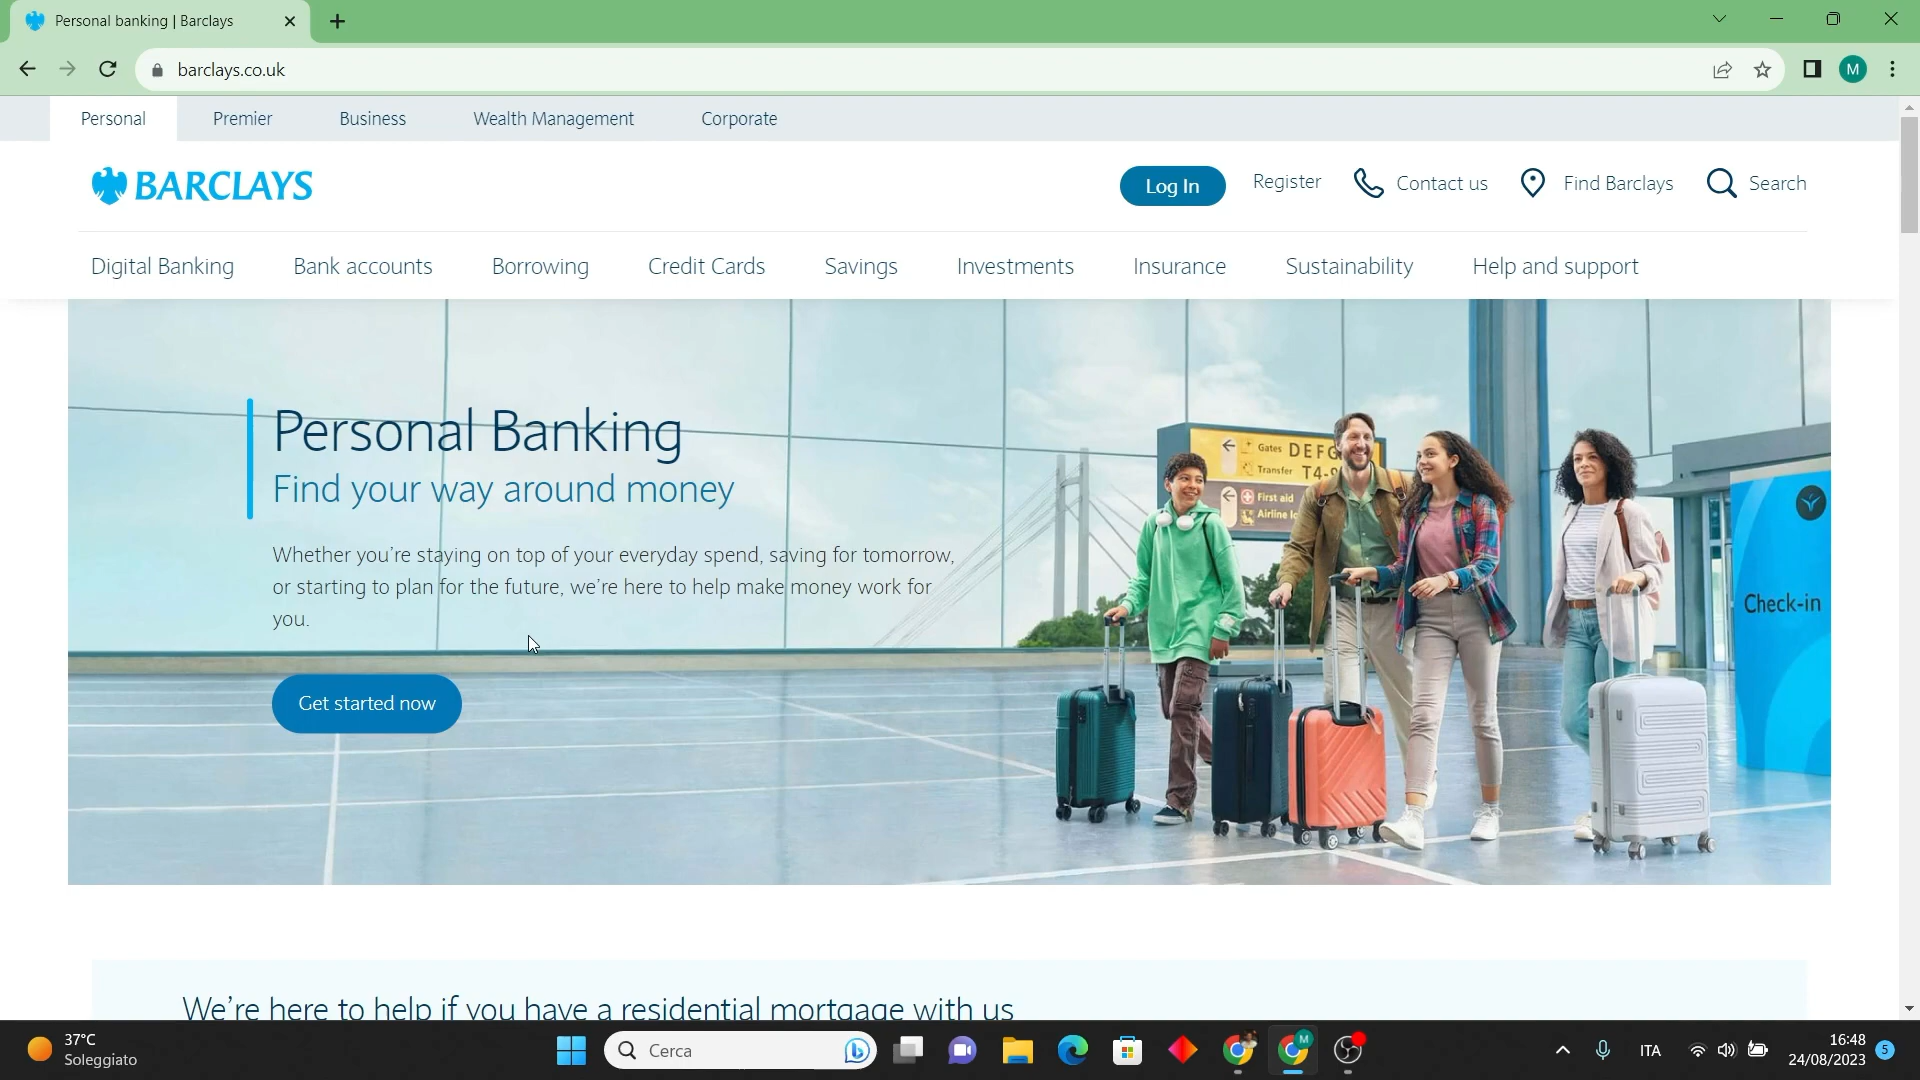 Personal banking | Barclays
barclays.co.uk
M
Personal
Premier
Business
Wealth Management
Corporate
BARCLAYS
Log In
Register
Contact us
Find Barclays
Search
Digital Banking
Bank accounts
Borrowing
Credit Cards
Savings
Investments
Insurance
Sustainability
Help and support
Personal Banking
Find your way around money
Whether you're staying on top of your everyday spend, saving for tomorrow,
or starting to plan for the future, we're here to help make money work for
you.
Get started now
Gates DEFG
Transfer T4-9
First aid
Airline
Check-in
We're here to help if you have a residential mortgage with us
37°C
Soleggiato
Cerca
M
ITA
16:48
24/08/2023
5